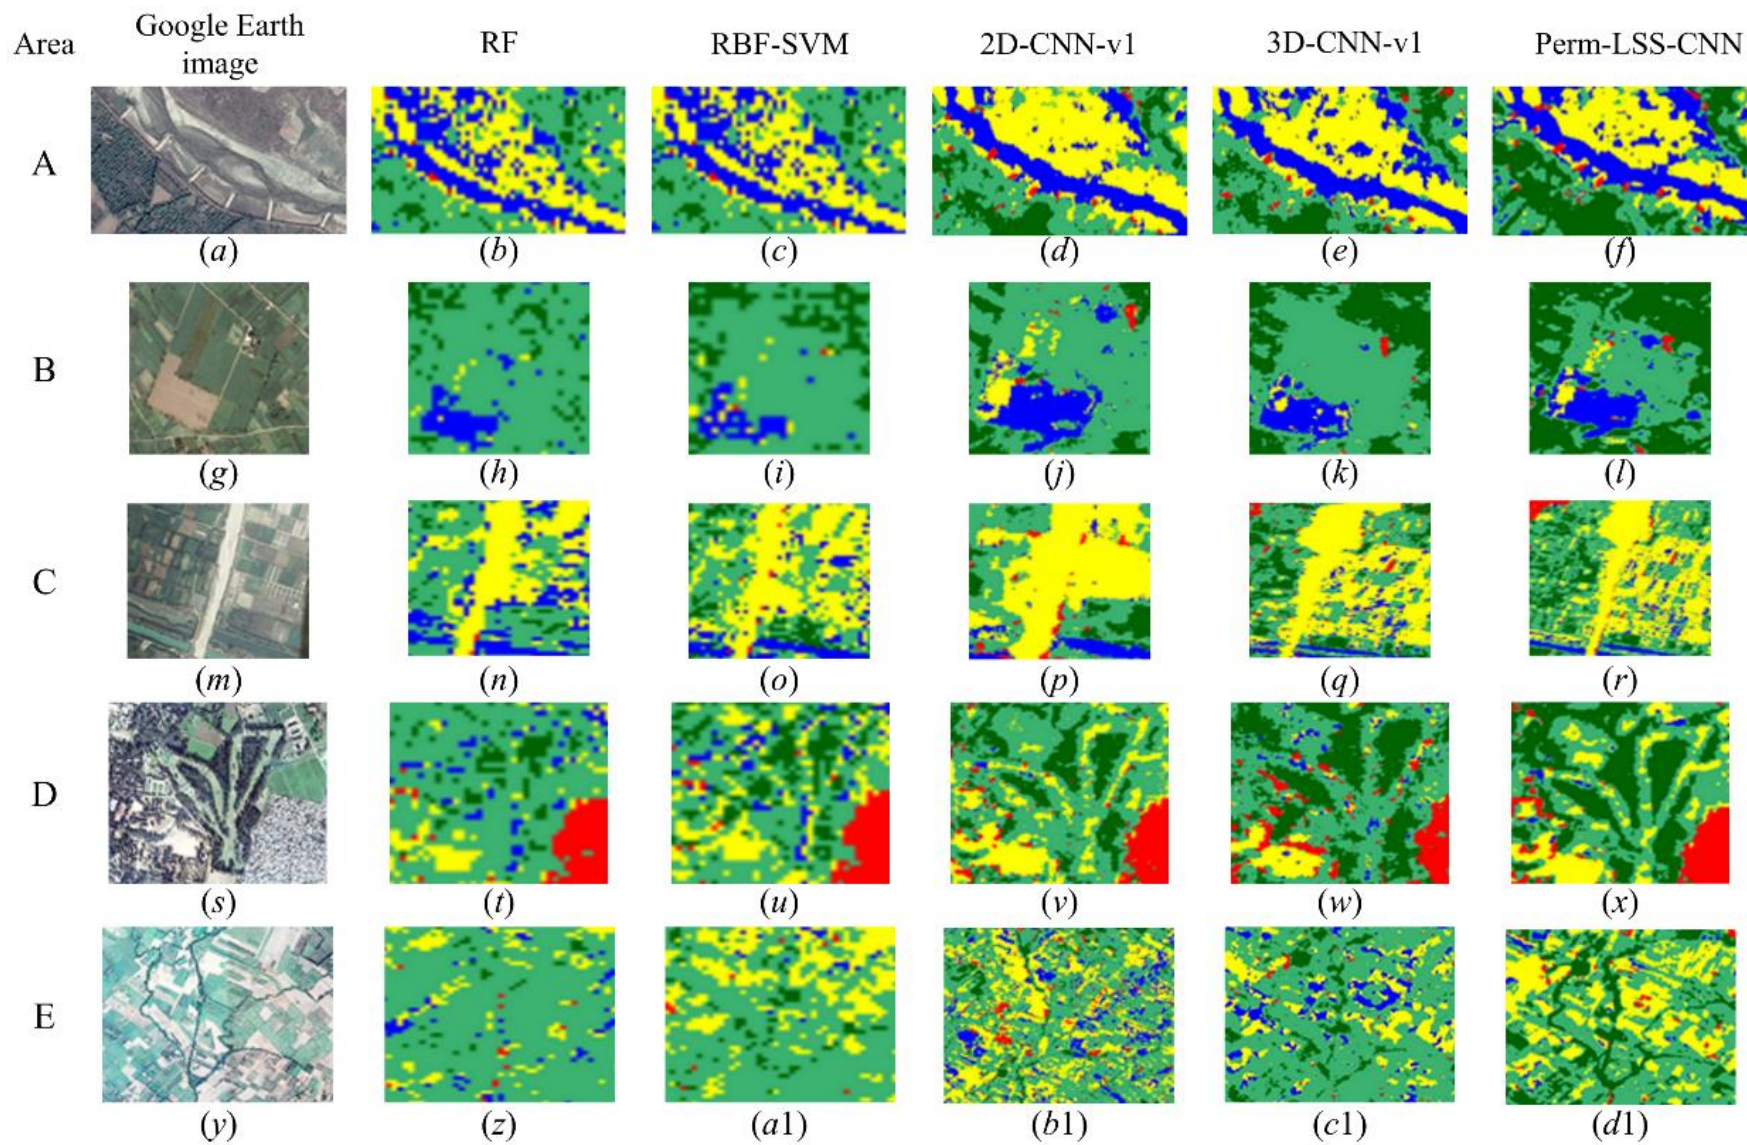 Area Google Earth image RF RBF-SVM 2D-CNN-v1 3D-CNN-v1 Perm-LSS-CNN
A
(a) (b) (c) (d) (e) (f)
B
(g) (h) (i) (j) (k) (l)
C
(m) (n) (o) (p) (q) (r)
D
(s) (t) (u) (v) (w) (x)
E
(y) (z) (a1) (b1) (c1) (d1)